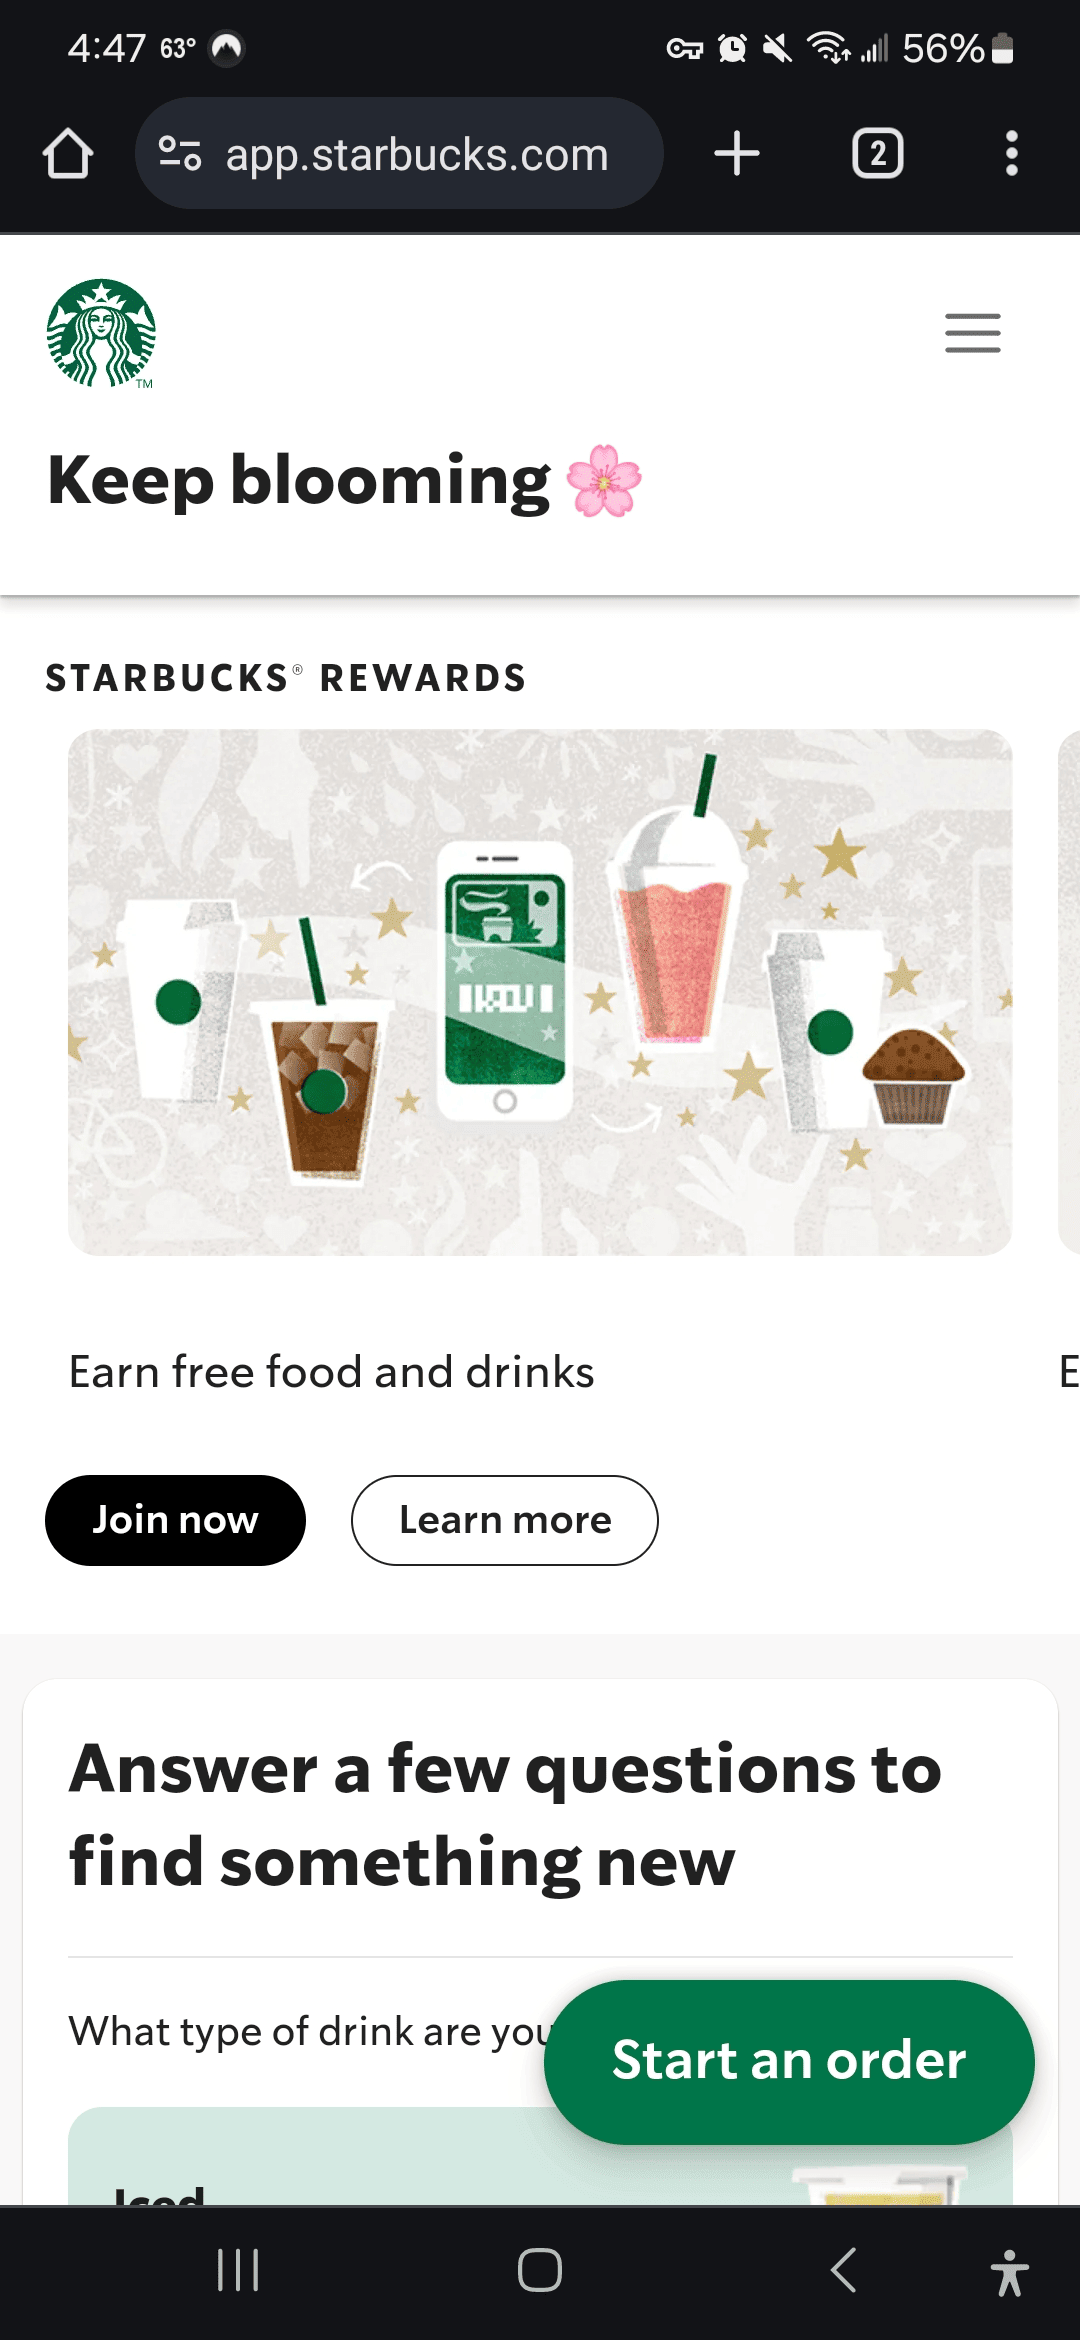 4:47 63° 56%
app.starbucks.com 2
TM
Keep blooming 🌸
STARBUCKS® REWARDS
Earn free food and drinks E
Join now Learn more
Answer a few questions to
find something new
What type of drink are you
Start an order
Iced